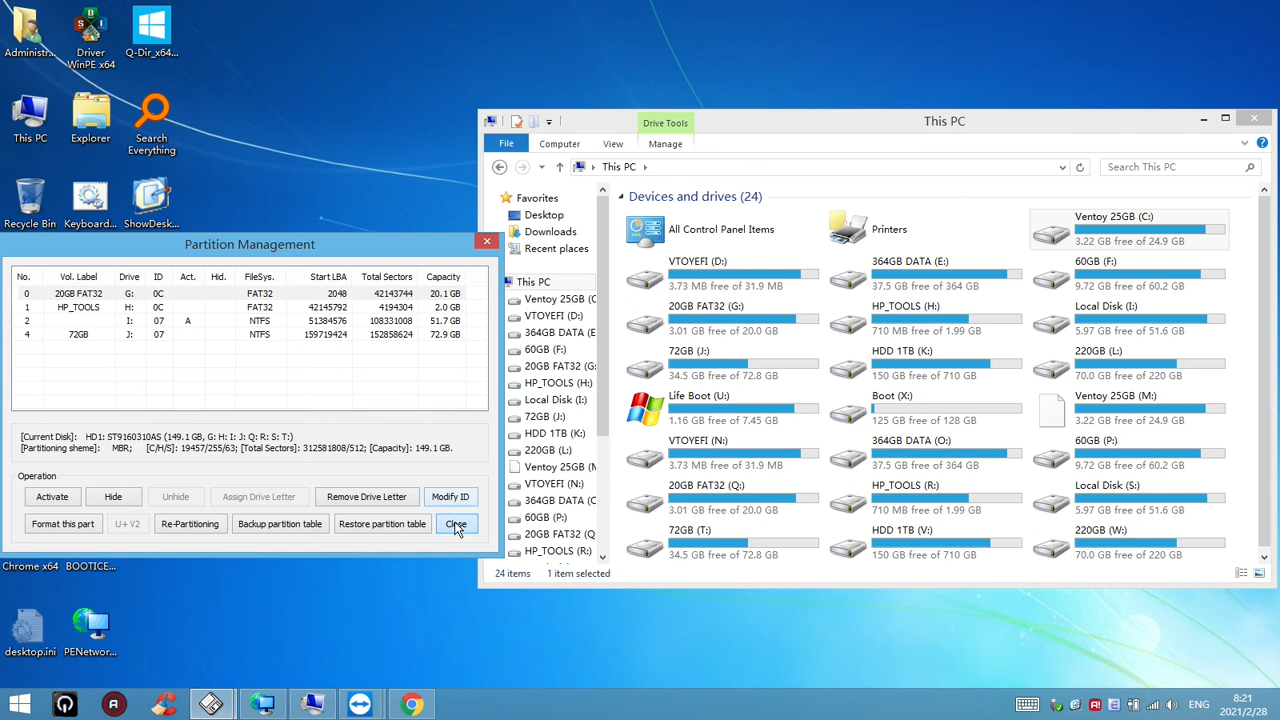 Administr...
Driver
WinPE x64
Q-Dir_x64...
This PC
Explorer
Search
Everything
Recycle Bin
Keyboard...
ShowDesk...
Partition Management
No. Vol. Label Drive ID Act. Hid. FileSys. Start LBA Total Sectors Capacity
0 20GB FAT32 G: 0C FAT32 2048 42143744 20.1 GB
1 HP_TOOLS H: 0C FAT32 42145792 4194304 2.0 GB
2 I: 07 A NTFS 51384576 108331008 51.7 GB
4 72GB J: 07 NTFS 159719424 152858624 72.9 GB
[Current Disk]: HD1: ST9160310AS (149.1 GB, G: H: I: J: Q: R: S: T:)
[Partitioning sheme]: MBR; [C/H/S]: 19457/255/63; [Total Sectors]: 312581808/512; [Capacity]: 149.1 GB.
Operation
Activate Hide Unhide Assign Drive Letter Remove Drive Letter Modify ID
Format this part U+ V2 Re-Partitioning Backup partition table Restore partition table Close
Chrome x64
BOOTICE...
desktop.ini
PENetwor...
Drive Tools
This PC
File Computer View Manage
This PC
Search This PC
Favorites
Desktop
Downloads
Recent places
This PC
Ventoy 25GB (C
VTOYEFI (D:)
364GB DATA (E
60GB (F:)
20GB FAT32 (G:
HP_TOOLS (H:)
Local Disk (I:)
72GB (J:)
HDD 1TB (K:)
220GB (L:)
Ventoy 25GB (M
VTOYEFI (N:)
364GB DATA (O
60GB (P:)
20GB FAT32 (Q:
HP_TOOLS (R:)
Devices and drives (24)
All Control Panel Items
Printers
Ventoy 25GB (C:)
3.22 GB free of 24.9 GB
VTOYEFI (D:)
3.73 MB free of 31.9 MB
364GB DATA (E:)
37.5 GB free of 364 GB
60GB (F:)
9.72 GB free of 60.2 GB
20GB FAT32 (G:)
3.01 GB free of 20.0 GB
HP_TOOLS (H:)
710 MB free of 1.99 GB
Local Disk (I:)
5.97 GB free of 51.6 GB
72GB (J:)
34.5 GB free of 72.8 GB
HDD 1TB (K:)
150 GB free of 710 GB
220GB (L:)
70.0 GB free of 220 GB
Life Boot (U:)
1.16 GB free of 7.45 GB
Boot (X:)
125 GB free of 128 GB
Ventoy 25GB (M:)
3.22 GB free of 24.9 GB
VTOYEFI (N:)
3.73 MB free of 31.9 MB
364GB DATA (O:)
37.5 GB free of 364 GB
60GB (P:)
9.72 GB free of 60.2 GB
20GB FAT32 (Q:)
3.01 GB free of 20.0 GB
HP_TOOLS (R:)
710 MB free of 1.99 GB
Local Disk (S:)
5.97 GB free of 51.6 GB
72GB (T:)
34.5 GB free of 72.8 GB
HDD 1TB (V:)
150 GB free of 710 GB
220GB (W:)
70.0 GB free of 220 GB
24 items 1 item selected
ENG
8:21
2021/2/28